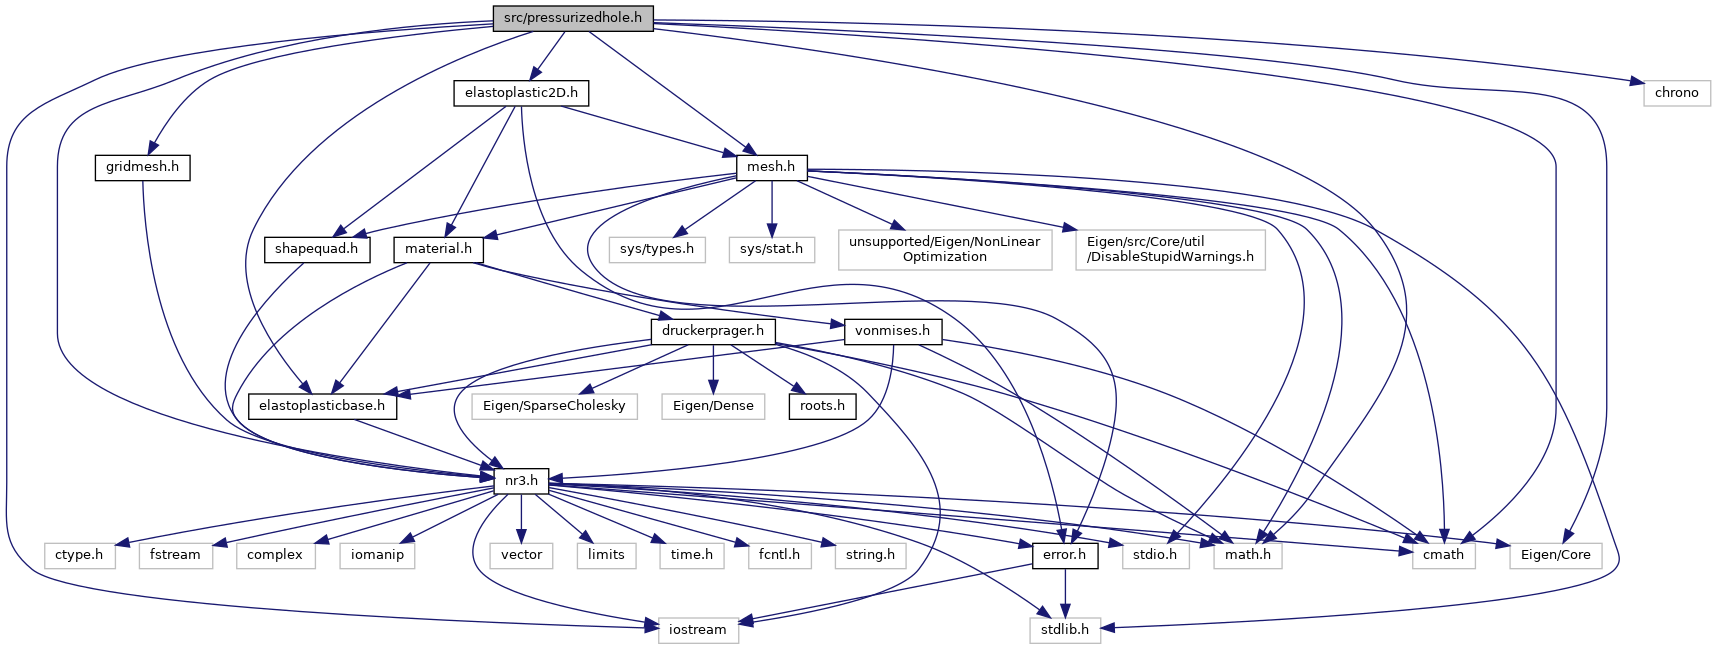 src/pressurizedhole.h
elastoplastic2D.h
chrono
gridmesh.h
mesh.h
shapequad.h
material.h
sys/types.h
sys/stat.h
unsupported/Eigen/NonLinear
Optimization
Eigen/src/Core/util
/DisableStupidWarnings.h
druckerprager.h
vonmises.h
elastoplasticbase.h
Eigen/SparseCholesky
Eigen/Dense
roots.h
nr3.h
ctype.h
fstream
complex
iomanip
vector
limits
time.h
fcntl.h
string.h
error.h
stdio.h
math.h
cmath
Eigen/Core
iostream
stdlib.h